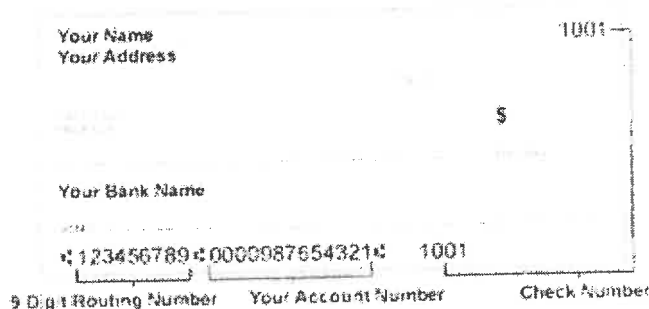 Your Name 1001
Your Address
$
Your Bank Name
⑆123456789⑆0000987654321⑆ 1001
9 Digit Routing Number Your Account Number Check Number